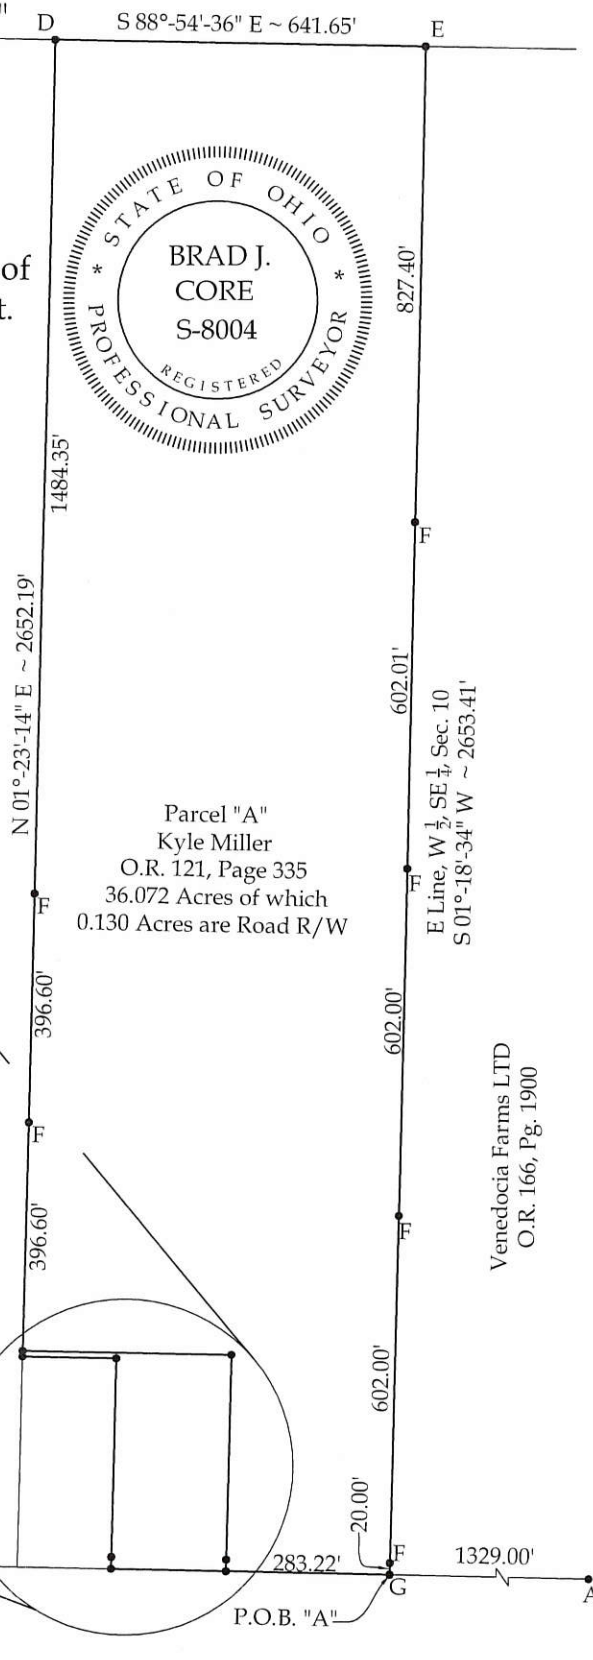 "
D
S 88°-54'-36" E ~ 641.65'
E
STATE OF OHIO
* *
BRAD J.
CORE
S-8004
REGISTERED
PROFESSIONAL SURVEYOR
of
t.
827.40'
1484.35'
F
N 01°-23'-14" E ~ 2652.19'
602.01'
E Line, W 1/2, SE 1/4, Sec. 10
S 01°-18'-34" W ~ 2653.41'
Parcel "A"
Kyle Miller
O.R. 121, Page 335
36.072 Acres of which
0.130 Acres are Road R/W
F
F
396.60'
602.00'
Venedocia Farms LTD
O.R. 166, Pg. 1900
F
F
396.60'
602.00'
20.00'
F
283.22'
1329.00'
G
A
P.O.B. "A"